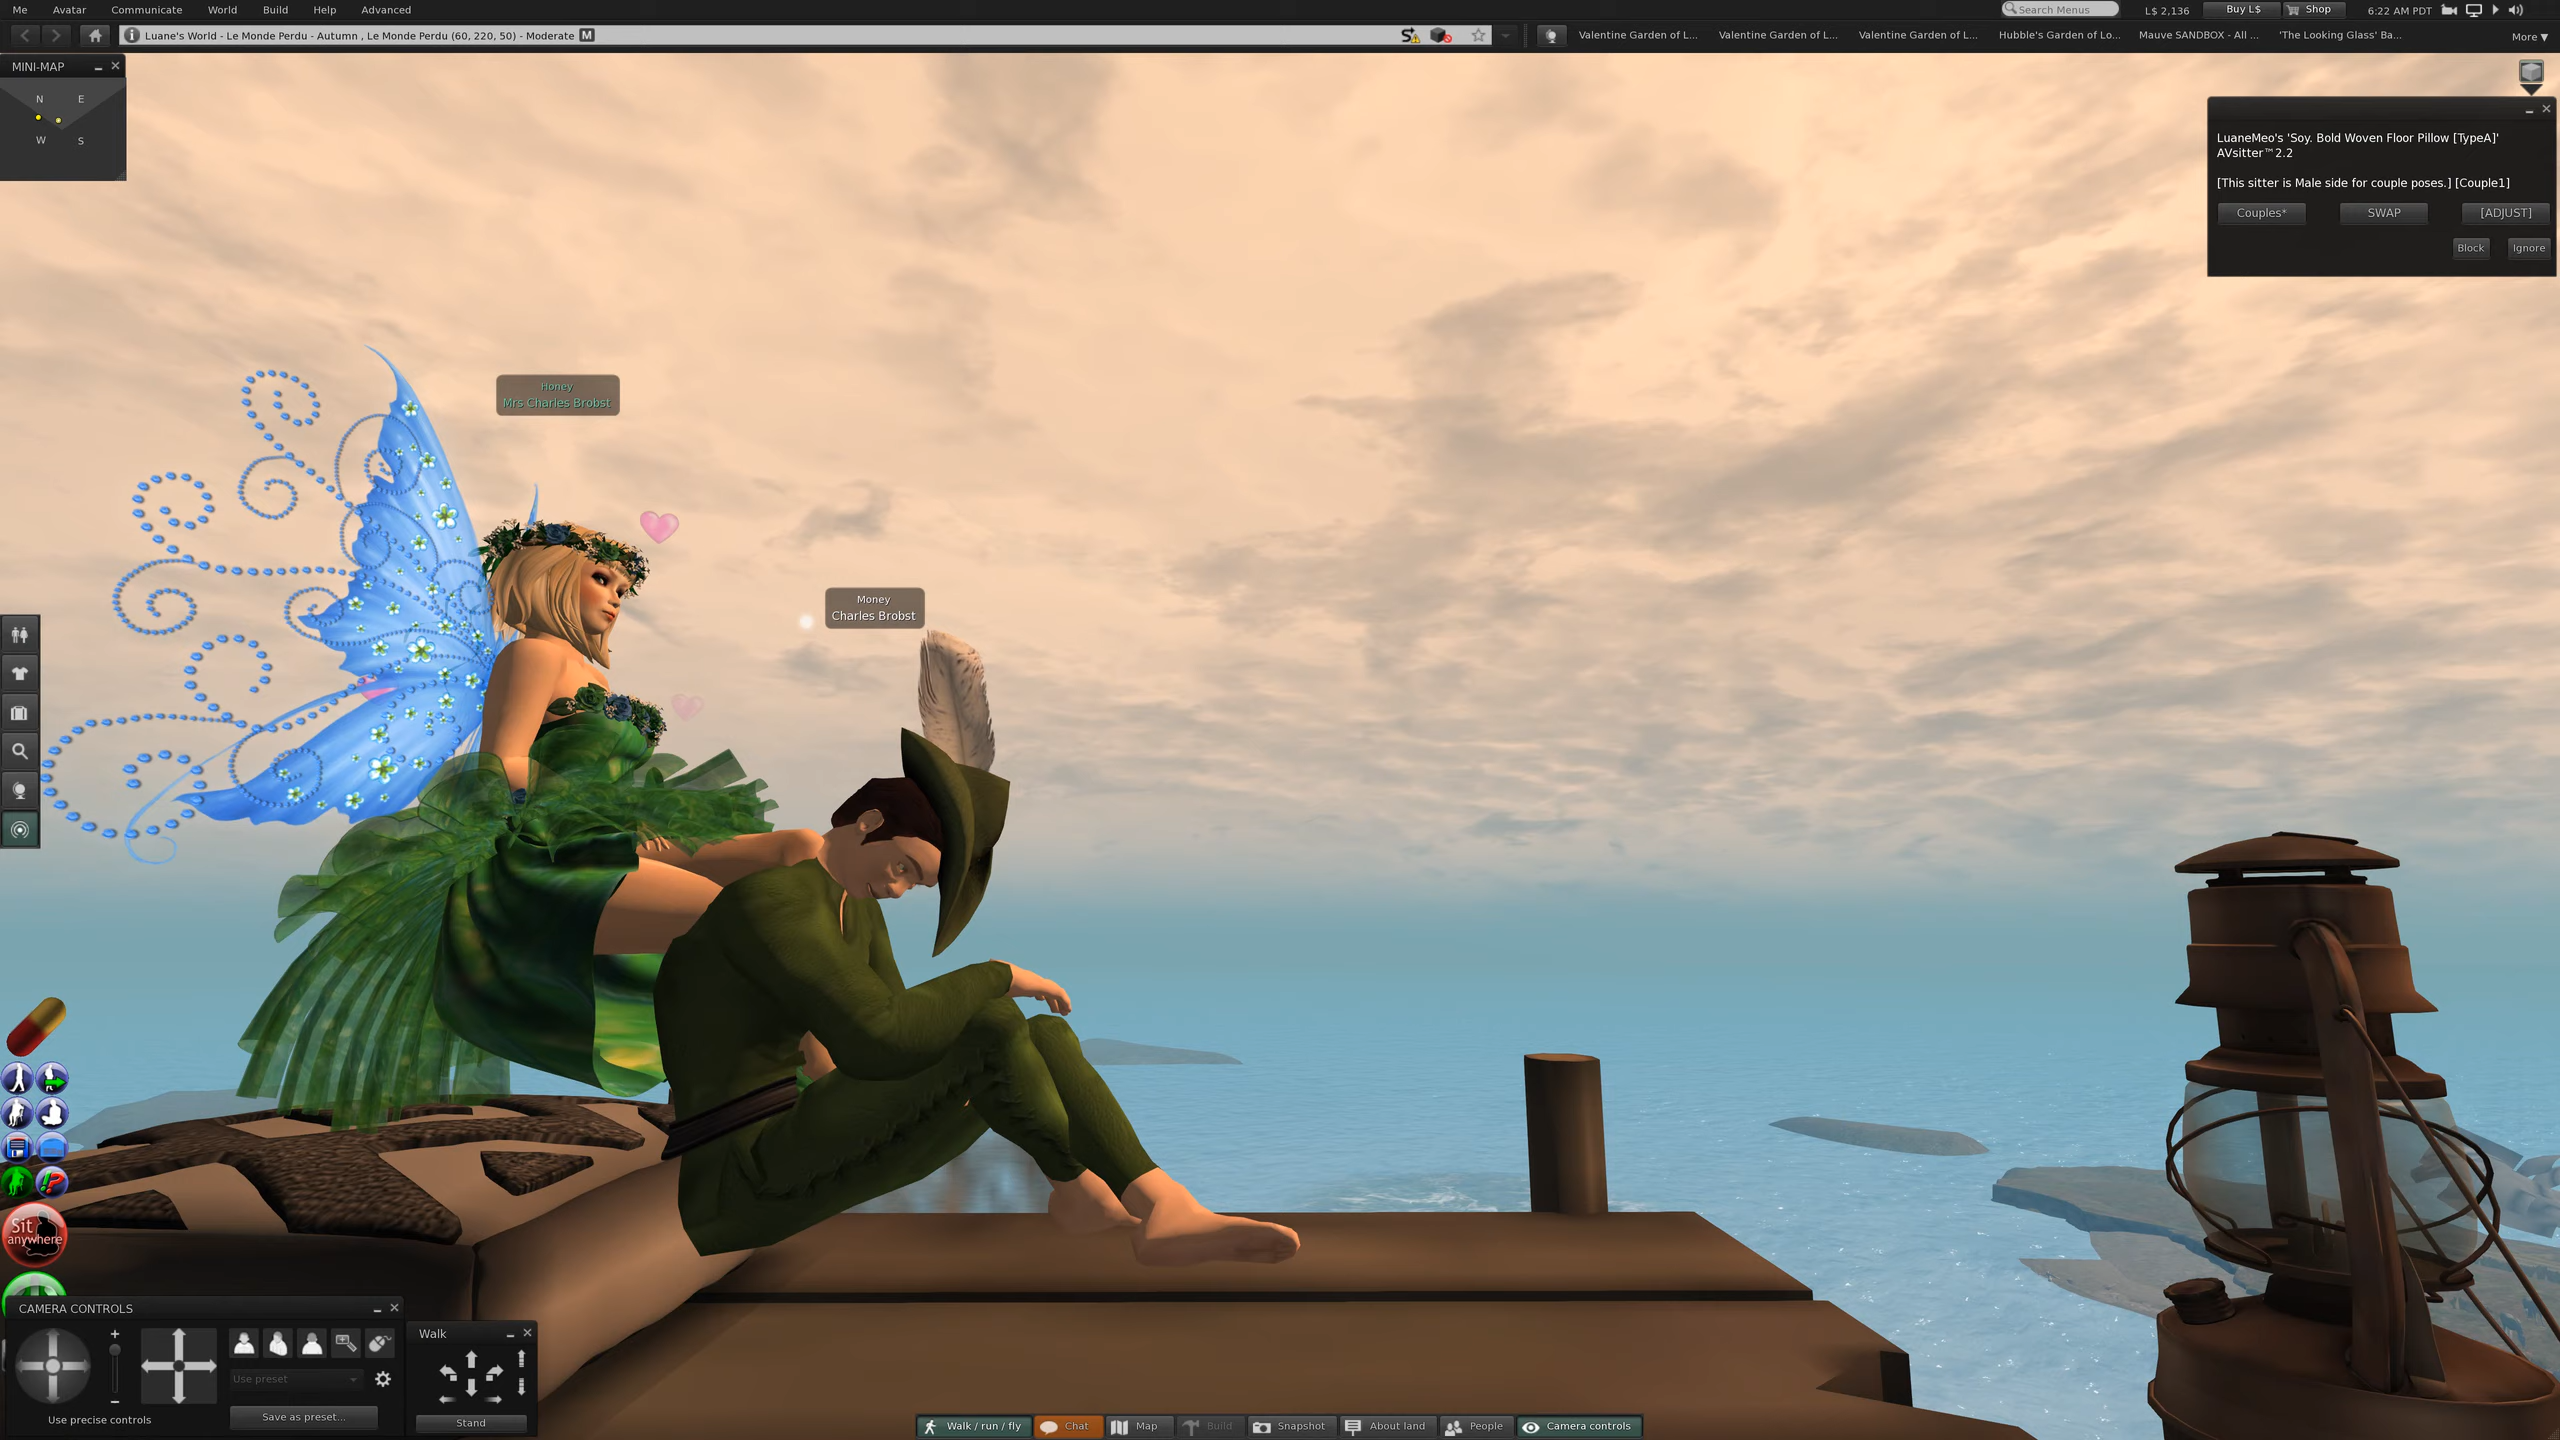 Me Avatar Communicate World Build Help Advanced
Search Menus L$ 2,136 Buy L$ Shop 6:22 AM PDT
Luane's World - Le Monde Perdu - Autumn , Le Monde Perdu (60, 220, 50) - Moderate M
Valentine Garden of L... Valentine Garden of L... Valentine Garden of L... Hubble's Garden of Lo... Mauve SANDBOX - All ... 'The Looking Glass' Ba... More
MINI-MAP
N E
W S
LuaneMeo's 'Soy. Bold Woven Floor Pillow [TypeA]'
AVsitter™2.2
[This sitter is Male side for couple poses.] [Couple1]
Couples* SWAP [ADJUST]
Block Ignore
Honey
Mrs Charles Brobst
Money
Charles Brobst
Sit
anywhere
CAMERA CONTROLS
Use preset
Use precise controls
Save as preset...
Walk
Stand
Walk / run / fly Chat Map Build Snapshot About land People Camera controls